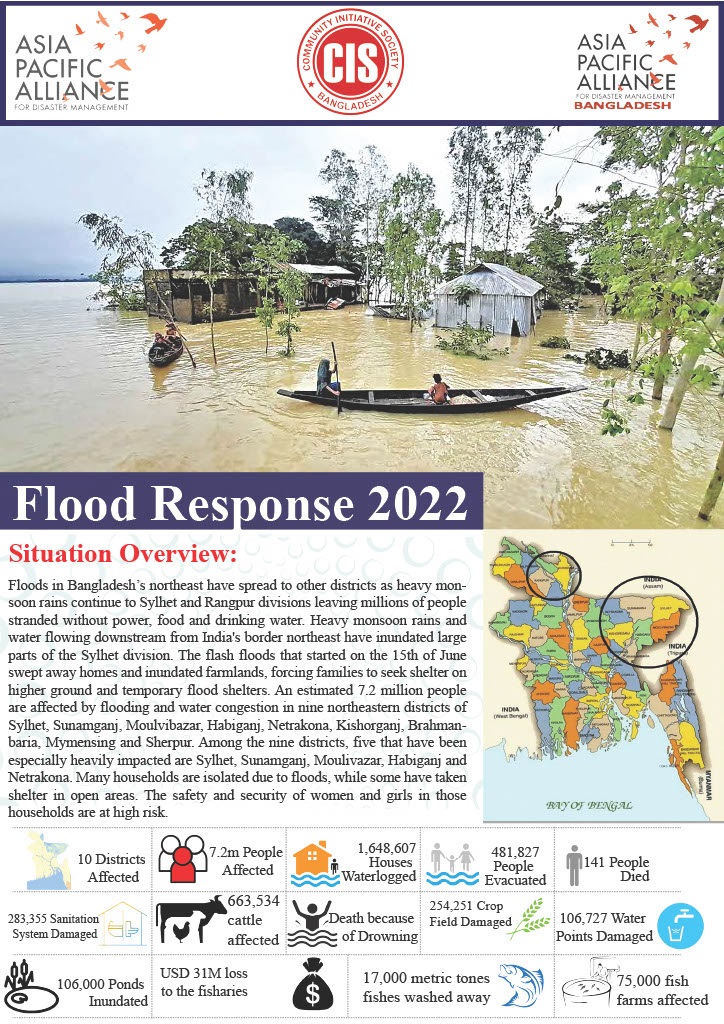 ASIA
PACIFIC
ALLIANCE
FOR DISASTER MANAGEMENT
COMMUNITY INITIATIVE SOCIETY
CIS
BANGLADESH
ASIA
PACIFIC
ALLIANCE
FOR DISASTER MANAGEMENT
BANGLADESH
Flood Response 2022
Situation Overview:
Floods in Bangladesh's northeast have spread to other districts as heavy mon-
soon rains continue to Sylhet and Rangpur divisions leaving millions of people
stranded without power, food and drinking water. Heavy monsoon rains and
water flowing downstream from India's border northeast have inundated large
parts of the Sylhet division. The flash floods that started on the 15th of June
swept away homes and inundated farmlands, forcing families to seek shelter on
higher ground and temporary flood shelters. An estimated 7.2 million people
are affected by flooding and water congestion in nine northeastern districts of
Sylhet, Sunamganj, Moulvibazar, Habiganj, Netrakona, Kishorganj, Brahman-
baria, Mymensing and Sherpur. Among the nine districts, five that have been
especially heavily impacted are Sylhet, Sunamganj, Moulivazar, Habiganj and
Netrakona. Many households are isolated due to floods, while some have taken
shelter in open areas. The safety and security of women and girls in those
households are at high risk.
INDIA
(Assam)
INDIA
(Tripura)
INDIA
(West Bengal)
MYANMAR
(Burma)
BAY OF BENGAL
10 Districts
Affected
7.2m People
Affected
1,648,607
Houses
Waterlogged
481,827
People
Evacuated
141 People
Died
283,355 Sanitation
System Damaged
663,534
cattle
affected
Death because
of Drowning
254,251 Crop
Field Damaged
106,727 Water
Points Damaged
106,000 Ponds
Inundated
USD 31M loss
to the fisharies
$
17,000 metric tones
fishes washed away
75,000 fish
farms affected